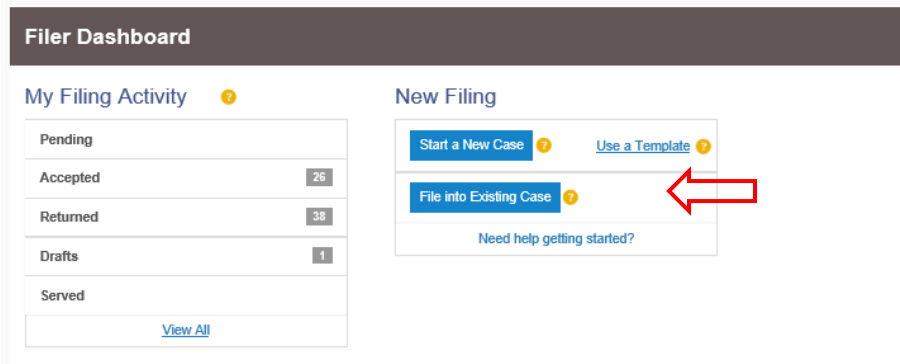 Filer Dashboard
My Filing Activity ?
Pending
Accepted 26
Returned 38
Drafts 1
Served
View All
New Filing
Start a New Case ? Use a Template ?
File into Existing Case ?
Need help getting started?